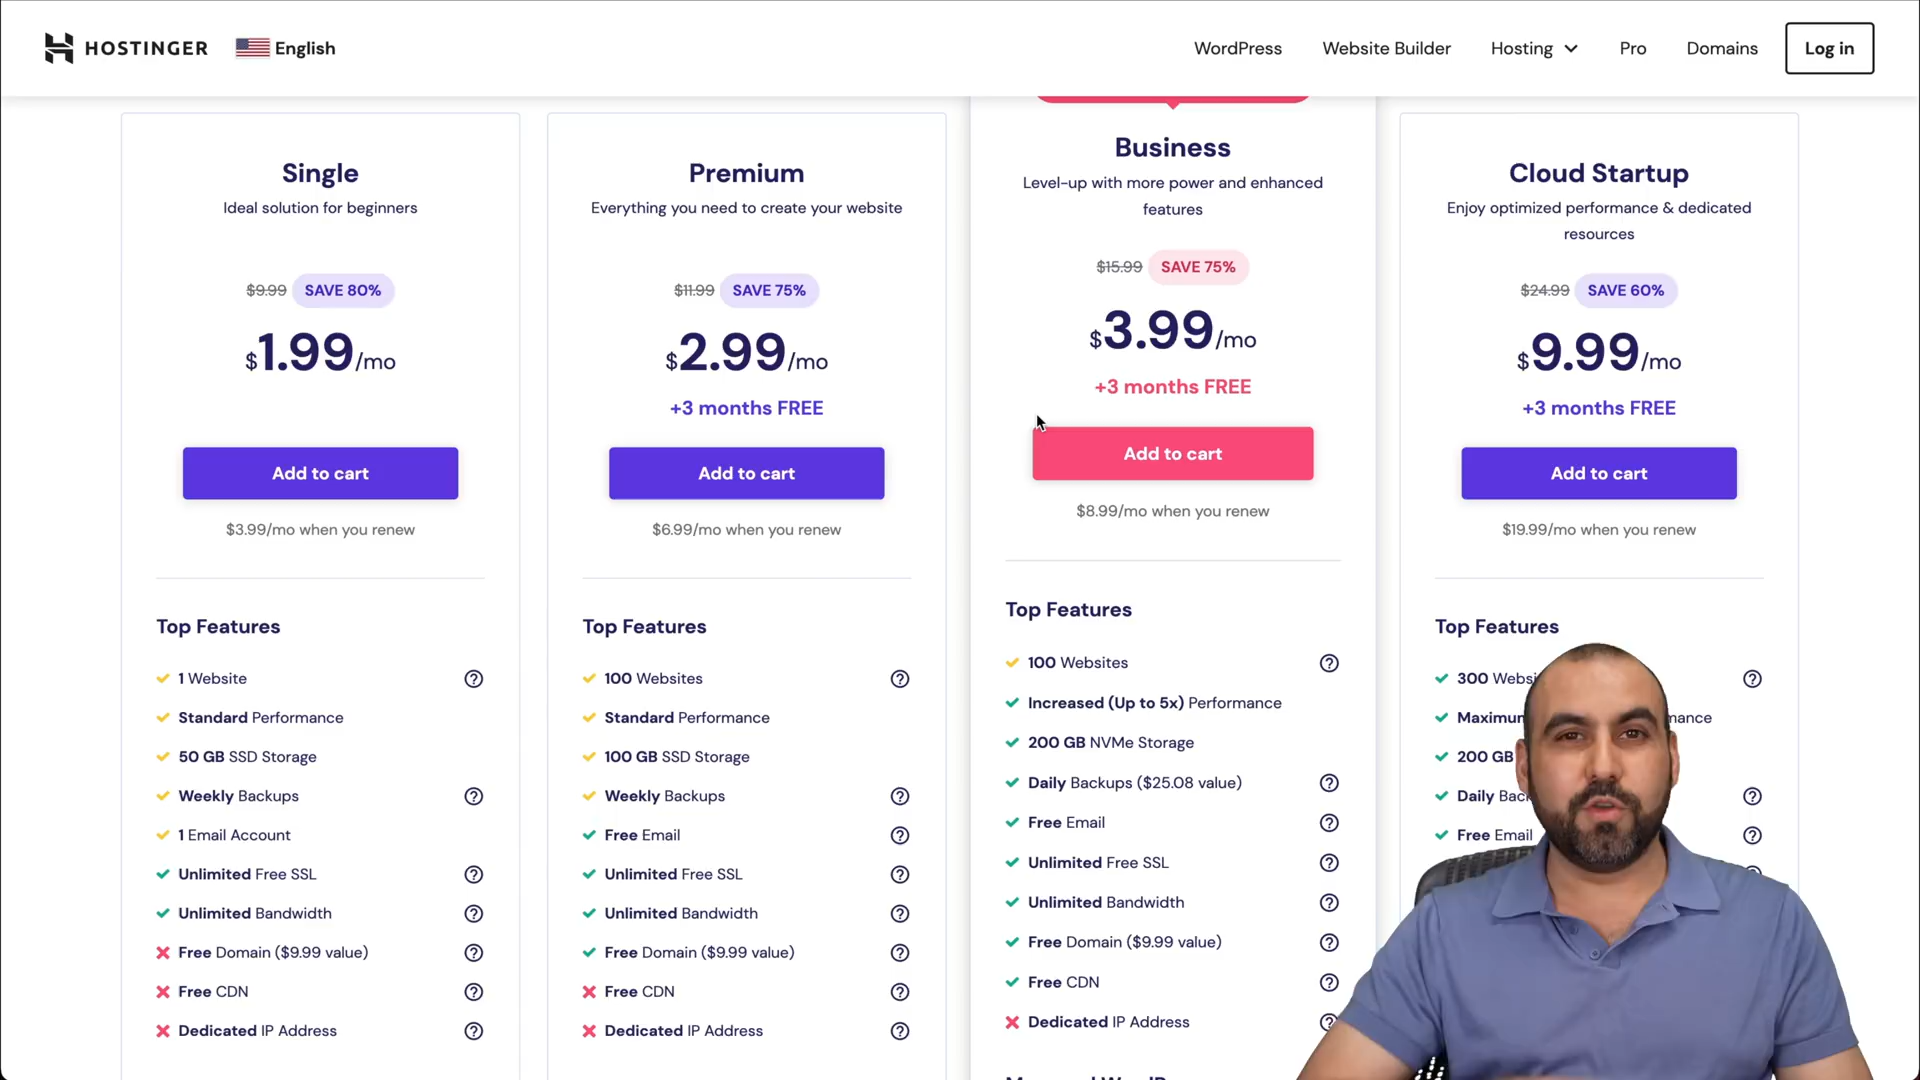 HOSTINGER
English
WordPress
Website Builder
Hosting
Pro
Domains
Log in
Single
Ideal solution for beginners
$9.99 SAVE 80%
$1.99/mo
Add to cart
$3.99/mo when you renew
Top Features
1 Website
Standard Performance
50 GB SSD Storage
Weekly Backups
1 Email Account
Unlimited Free SSL
Unlimited Bandwidth
Free Domain ($9.99 value)
Free CDN
Dedicated IP Address
Premium
Everything you need to create your website
$11.99 SAVE 75%
$2.99/mo
+3 months FREE
Add to cart
$6.99/mo when you renew
Top Features
100 Websites
Standard Performance
100 GB SSD Storage
Weekly Backups
Free Email
Unlimited Free SSL
Unlimited Bandwidth
Free Domain ($9.99 value)
Free CDN
Dedicated IP Address
Business
Level-up with more power and enhanced
features
$15.99 SAVE 75%
$3.99/mo
+3 months FREE
Add to cart
$8.99/mo when you renew
Top Features
100 Websites
Increased (Up to 5x) Performance
200 GB NVMe Storage
Daily Backups ($25.08 value)
Free Email
Unlimited Free SSL
Unlimited Bandwidth
Free Domain ($9.99 value)
Free CDN
Dedicated IP Address
Cloud Startup
Enjoy optimized performance & dedicated
resources
$24.99 SAVE 60%
$9.99/mo
+3 months FREE
Add to cart
$19.99/mo when you renew
Top Features
300
200 GB
Daily
Free Email